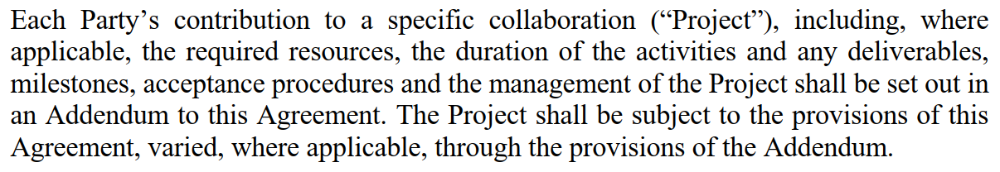 Each Party’s contribution to a specific collaboration (“Project”), including, where
applicable, the required resources, the duration of the activities and any deliverables,
milestones, acceptance procedures and the management of the Project shall be set out in
an Addendum to this Agreement. The Project shall be subject to the provisions of this
Agreement, varied, where applicable, through the provisions of the Addendum.